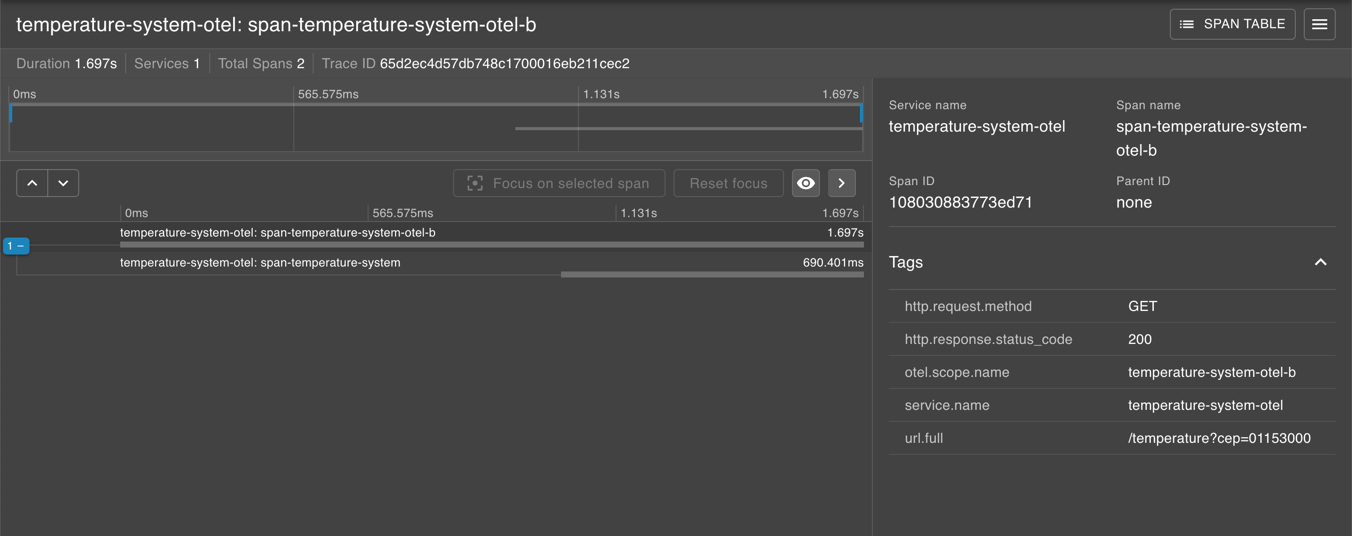 temperature-system-otel: span-temperature-system-otel-b
SPAN TABLE
Duration 1.697s Services 1 Total Spans 2 Trace ID 65d2ec4d57db748c1700016eb211cec2
0ms 565.575ms 1.131s 1.697s
Focus on selected span
Reset focus
0ms 565.575ms 1.131s 1.697s
temperature-system-otel: span-temperature-system-otel-b 1.697s
1 −
temperature-system-otel: span-temperature-system 690.401ms
Service name Span name
temperature-system-otel span-temperature-system-
otel-b
Span ID Parent ID
108030883773ed71 none
Tags
http.request.method GET
http.response.status_code 200
otel.scope.name temperature-system-otel-b
service.name temperature-system-otel
url.full /temperature?cep=01153000